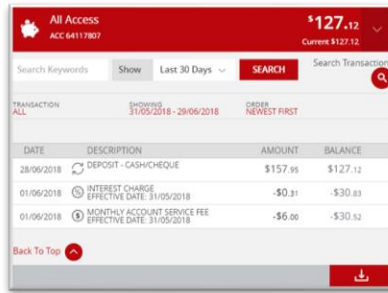 All Access
ACC 64117807
$127.12
Current $127.12
Search Keywords Show Last 30 Days SEARCH Search Transaction
TRANSACTION SHOWING ORDER
ALL 31/05/2018 - 29/06/2018 NEWEST FIRST
DATE DESCRIPTION AMOUNT BALANCE
28/06/2018 DEPOSIT - CASH/CHEQUE $157.95 $127.12
01/06/2018 INTEREST CHARGE -$0.31 -$30.83
EFFECTIVE DATE: 31/05/2018
01/06/2018 MONTHLY ACCOUNT SERVICE FEE -$6.00 -$30.52
EFFECTIVE DATE: 31/05/2018
Back To Top